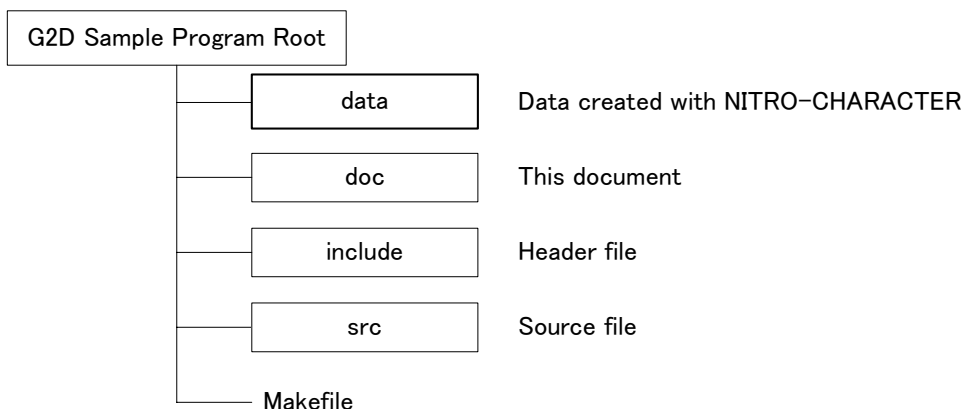 G2D Sample Program Root
data Data created with NITRO-CHARACTER
doc This document
include Header file
src Source file
Makefile